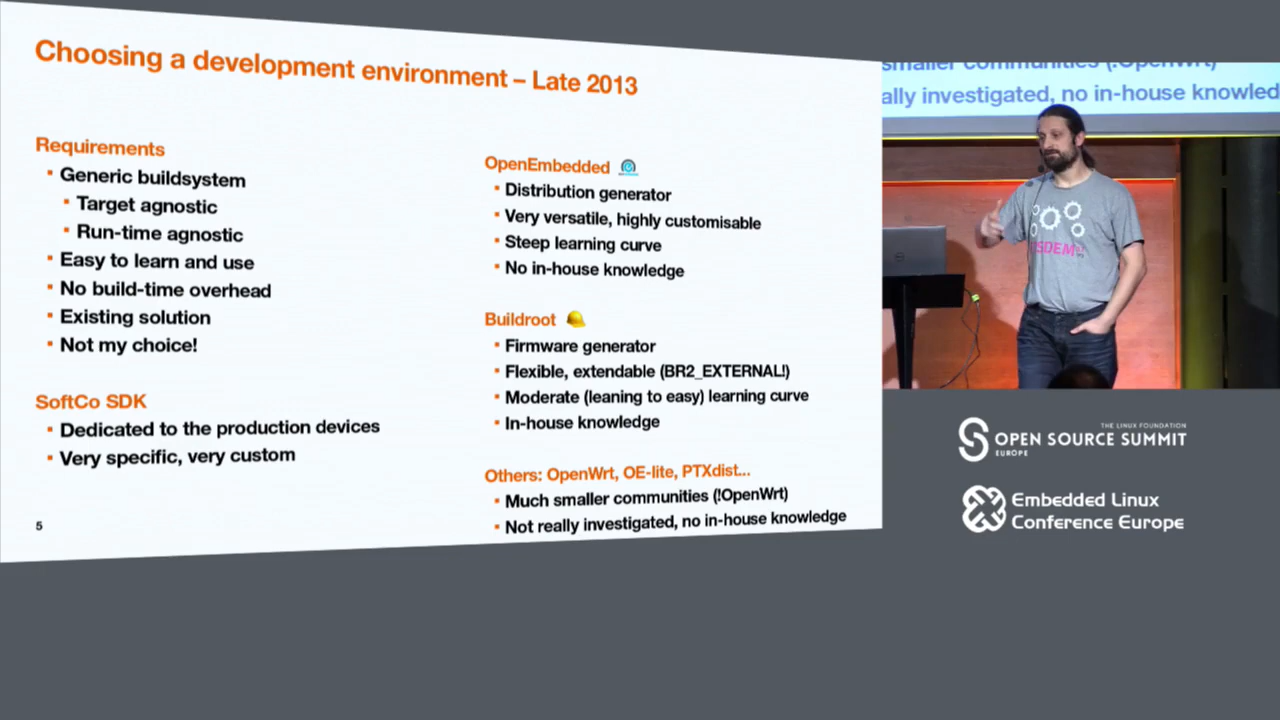 Choosing a development environment – Late 2013
Requirements
Generic buildsystem
Target agnostic
Run-time agnostic
Easy to learn and use
No build-time overhead
Existing solution
Not my choice!
SoftCo SDK
Dedicated to the production devices
Very specific, very custom
5
OpenEmbedded
Distribution generator
Very versatile, highly customisable
Steep learning curve
No in-house knowledge
Buildroot
Firmware generator
Flexible, extendable (BR2_EXTERNAL!)
Moderate (leaning to easy) learning curve
In-house knowledge
Others: OpenWrt, OE-lite, PTXdist...
Much smaller communities (!OpenWrt)
Not really investigated, no in-house knowledge
smaller communities (!OpenWrt)
ally investigated, no in-house knowled
THE LINUX FOUNDATION
OPEN SOURCE SUMMIT
EUROPE
Embedded Linux
Conference Europe